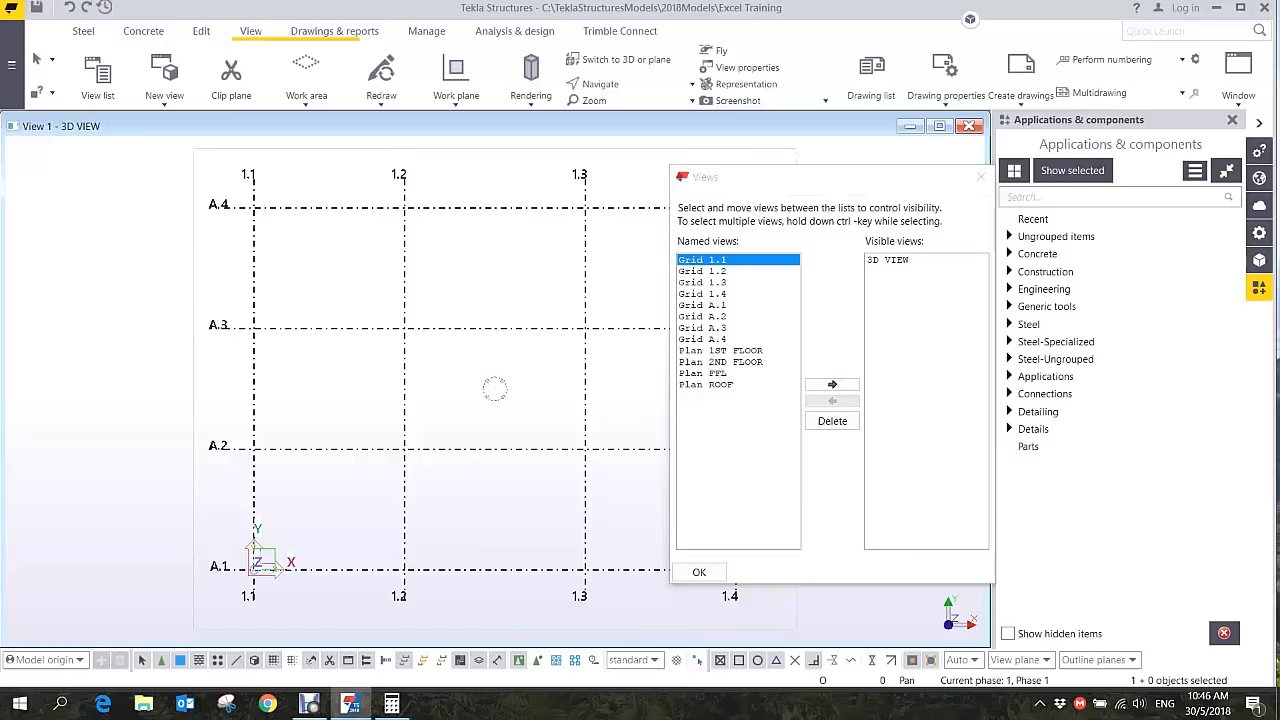 Tekla Structures - C:\TeklaStructuresModels\2018Models\Excel Training
? Log in
Steel Concrete Edit View Drawings & reports Manage Analysis & design Trimble Connect
Quick Launch
View list
New view
Clip plane
Work area
Redraw
Work plane
Rendering
Switch to 3D or plane
Navigate
Zoom
Fly
View properties
Representation
Screenshot
Drawing list
Drawing properties
Create drawings
Perform numbering
Multidrawing
Window
View 1 - 3D VIEW
1.1 1.2 1.3
A.4
A.3
A.2
A.1
Y
Z X
1.1 1.2 1.3 1.4
Views
Select and move views between the lists to control visibility.
To select multiple views, hold down ctrl -key while selecting.
Named views: Visible views:
Grid 1.1
Grid 1.2
Grid 1.3
Grid 1.4
Grid A.1
Grid A.2
Grid A.3
Grid A.4
Plan 1ST FLOOR
Plan 2ND FLOOR
Plan FFL
Plan ROOF
3D VIEW
Delete
OK
Y
Z X
Applications & components
Applications & components
Show selected
Search...
Recent
Ungrouped items
Concrete
Construction
Engineering
Generic tools
Steel
Steel-Specialized
Steel-Ungrouped
Applications
Connections
Detailing
Details
Parts
Show hidden items
Model origin standard Auto View plane Outline planes
O 0 Pan Current phase: 1, Phase 1 1 + 0 objects selected
ENG 10:46 AM
30/5/2018